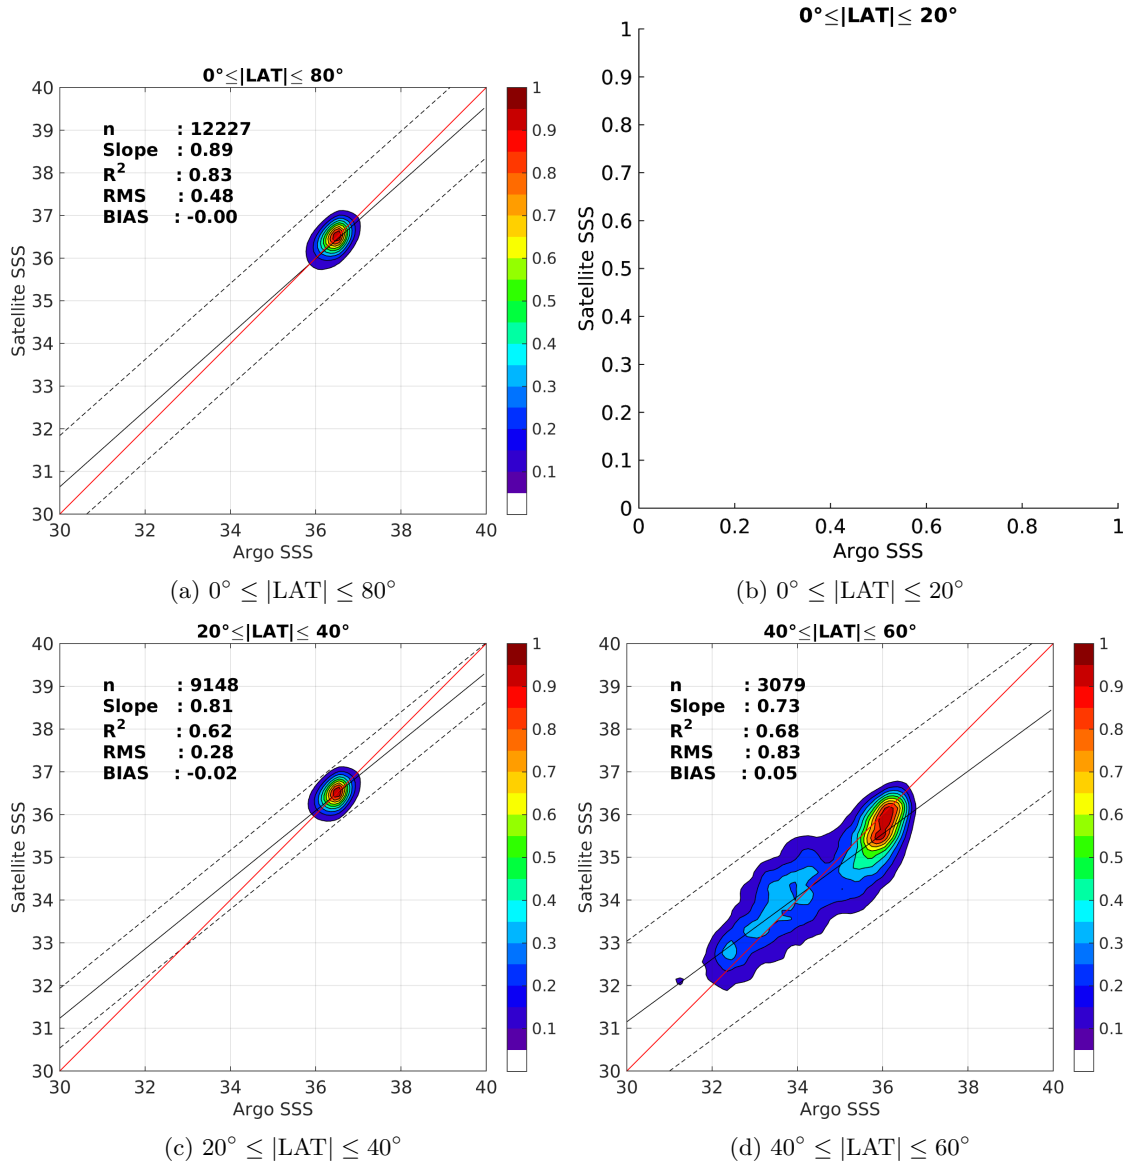 0°≤|LAT|≤ 80°
40
39
38
37
36
35
34
33
32
31
30
30 32 34 36 38 40
Satellite SSS
Argo SSS
n : 12227
Slope : 0.89
R² : 0.83
RMS : 0.48
BIAS : -0.00
1
0.9
0.8
0.7
0.6
0.5
0.4
0.3
0.2
0.1
(a) 0° ≤ |LAT| ≤ 80°
0°≤|LAT|≤ 20°
1
0.9
0.8
0.7
0.6
0.5
0.4
0.3
0.2
0.1
0
0 0.2 0.4 0.6 0.8 1
Satellite SSS
Argo SSS
(b) 0° ≤ |LAT| ≤ 20°
20°≤|LAT|≤ 40°
40
39
38
37
36
35
34
33
32
31
30
30 32 34 36 38 40
Satellite SSS
Argo SSS
n : 9148
Slope : 0.81
R² : 0.62
RMS : 0.28
BIAS : -0.02
1
0.9
0.8
0.7
0.6
0.5
0.4
0.3
0.2
0.1
(c) 20° ≤ |LAT| ≤ 40°
40°≤|LAT|≤ 60°
40
39
38
37
36
35
34
33
32
31
30
30 32 34 36 38 40
Satellite SSS
Argo SSS
n : 3079
Slope : 0.73
R² : 0.68
RMS : 0.83
BIAS : 0.05
1
0.9
0.8
0.7
0.6
0.5
0.4
0.3
0.2
0.1
(d) 40° ≤ |LAT| ≤ 60°